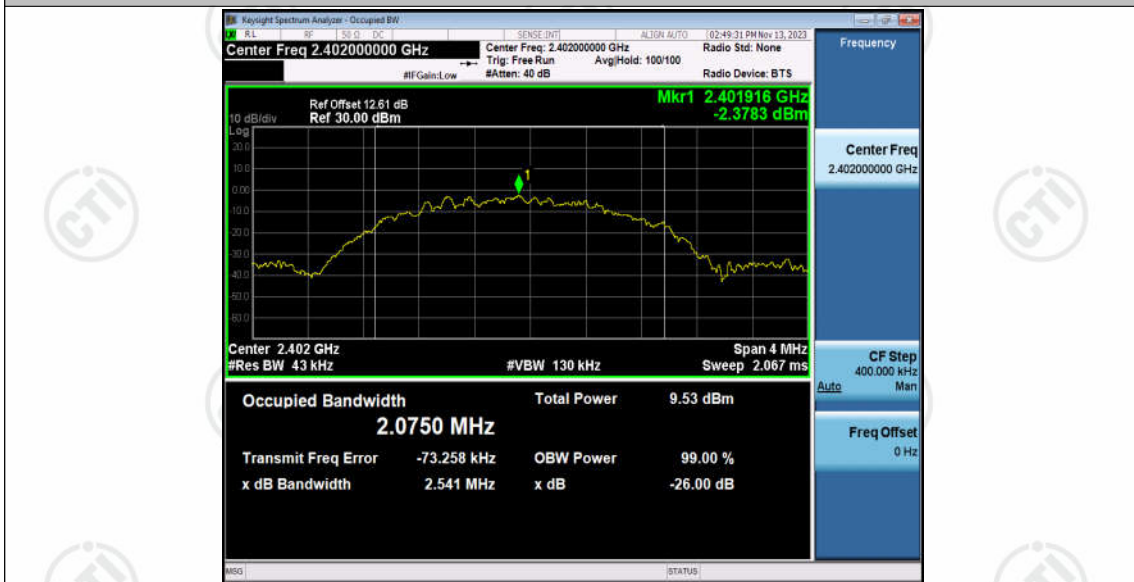 Keysight Spectrum Analyzer - Occupied BW
RL RF 50 Ω DC SENSE:INT ALIGN AUTO 02:49:31 PM Nov 13, 2023
Center Freq 2.402000000 GHz
Center Freq: 2.402000000 GHz Radio Std: None
Trig: Free Run Avg|Hold: 100/100
#IFGain:Low #Atten: 40 dB Radio Device: BTS
Frequency
Mkr1 2.401916 GHz
-2.3783 dBm
Ref Offset 12.61 dB
10 dB/div Ref 30.00 dBm
Log
20.0
10.0
0.00
-10.0
-20.0
-30.0
-40.0
-50.0
-60.0
1
Center 2.402 GHz Span 4 MHz
#Res BW 43 kHz #VBW 130 kHz Sweep 2.067 ms
Occupied Bandwidth Total Power 9.53 dBm
2.0750 MHz
Transmit Freq Error -73.258 kHz OBW Power 99.00 %
x dB Bandwidth 2.541 MHz x dB -26.00 dB
Center Freq
2.402000000 GHz
CF Step
400.000 kHz
Auto Man
Freq Offset
0 Hz
MSG STATUS
CTI
CTI
CTI
CTI